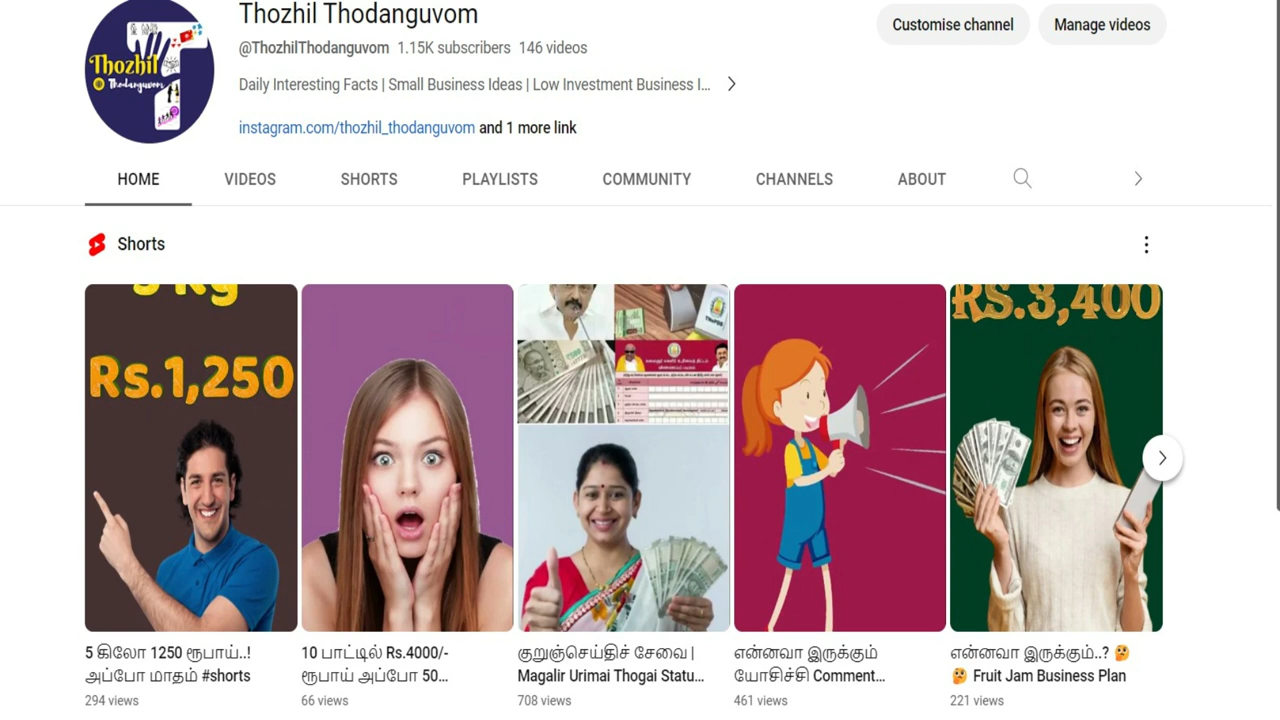 Thozhil Thodanguvom
Customise channel
Manage videos
@ThozhilThodanguvom 1.15K subscribers 146 videos
Thozhil
Thodanguvom
Daily Interesting Facts | Small Business Ideas | Low Investment Business I...
instagram.com/thozhil_thodanguvom and 1 more link
HOME VIDEOS SHORTS PLAYLISTS COMMUNITY CHANNELS ABOUT
Shorts
5 Kg
Rs.1,250
RS.3,400
5 கிலோ 1250 ரூபாய்..!
அப்போ மாதம் #shorts
294 views
10 பாட்டில் Rs.4000/-
ரூபாய் அப்போ 50...
66 views
குறுஞ்செய்திச் சேவை |
Magalir Urimai Thogai Statu...
708 views
என்னவா இருக்கும்
யோசிச்சி Comment...
461 views
என்னவா இருக்கும்..? 🤔
🤔 Fruit Jam Business Plan
221 views